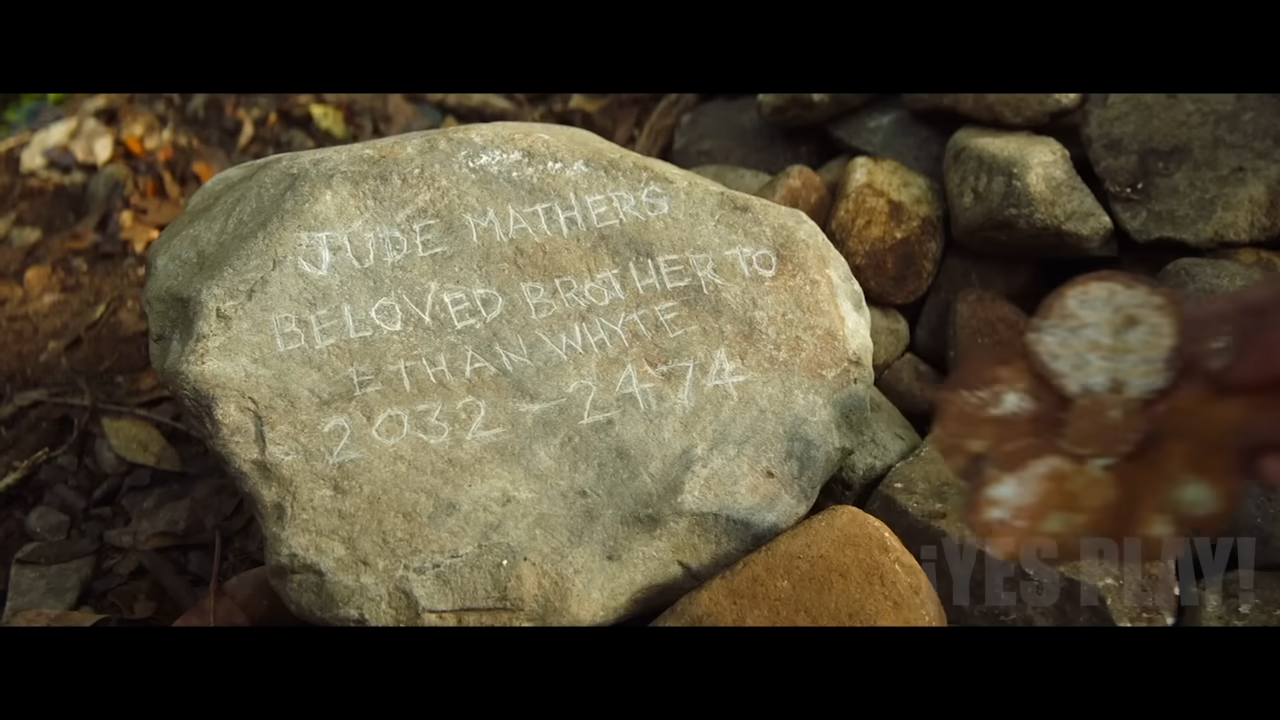 JUDE MATHERS
BELOVED BROTHER TO
ETHAN WHYTE
2032 - 2474
¡YES PLAY!